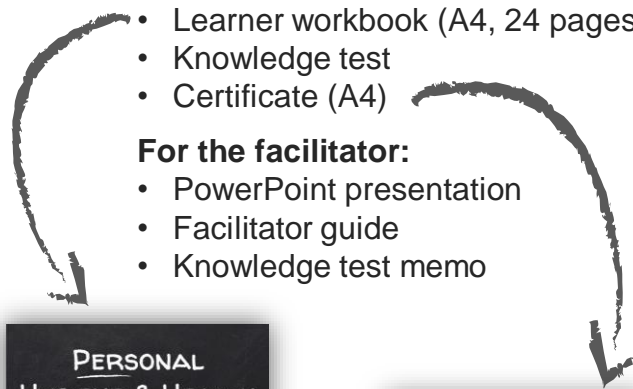 • Learner workbook (A4, 24 pages
• Knowledge test
• Certificate (A4)
For the facilitator:
• PowerPoint presentation
• Facilitator guide
• Knowledge test memo
PERSONAL